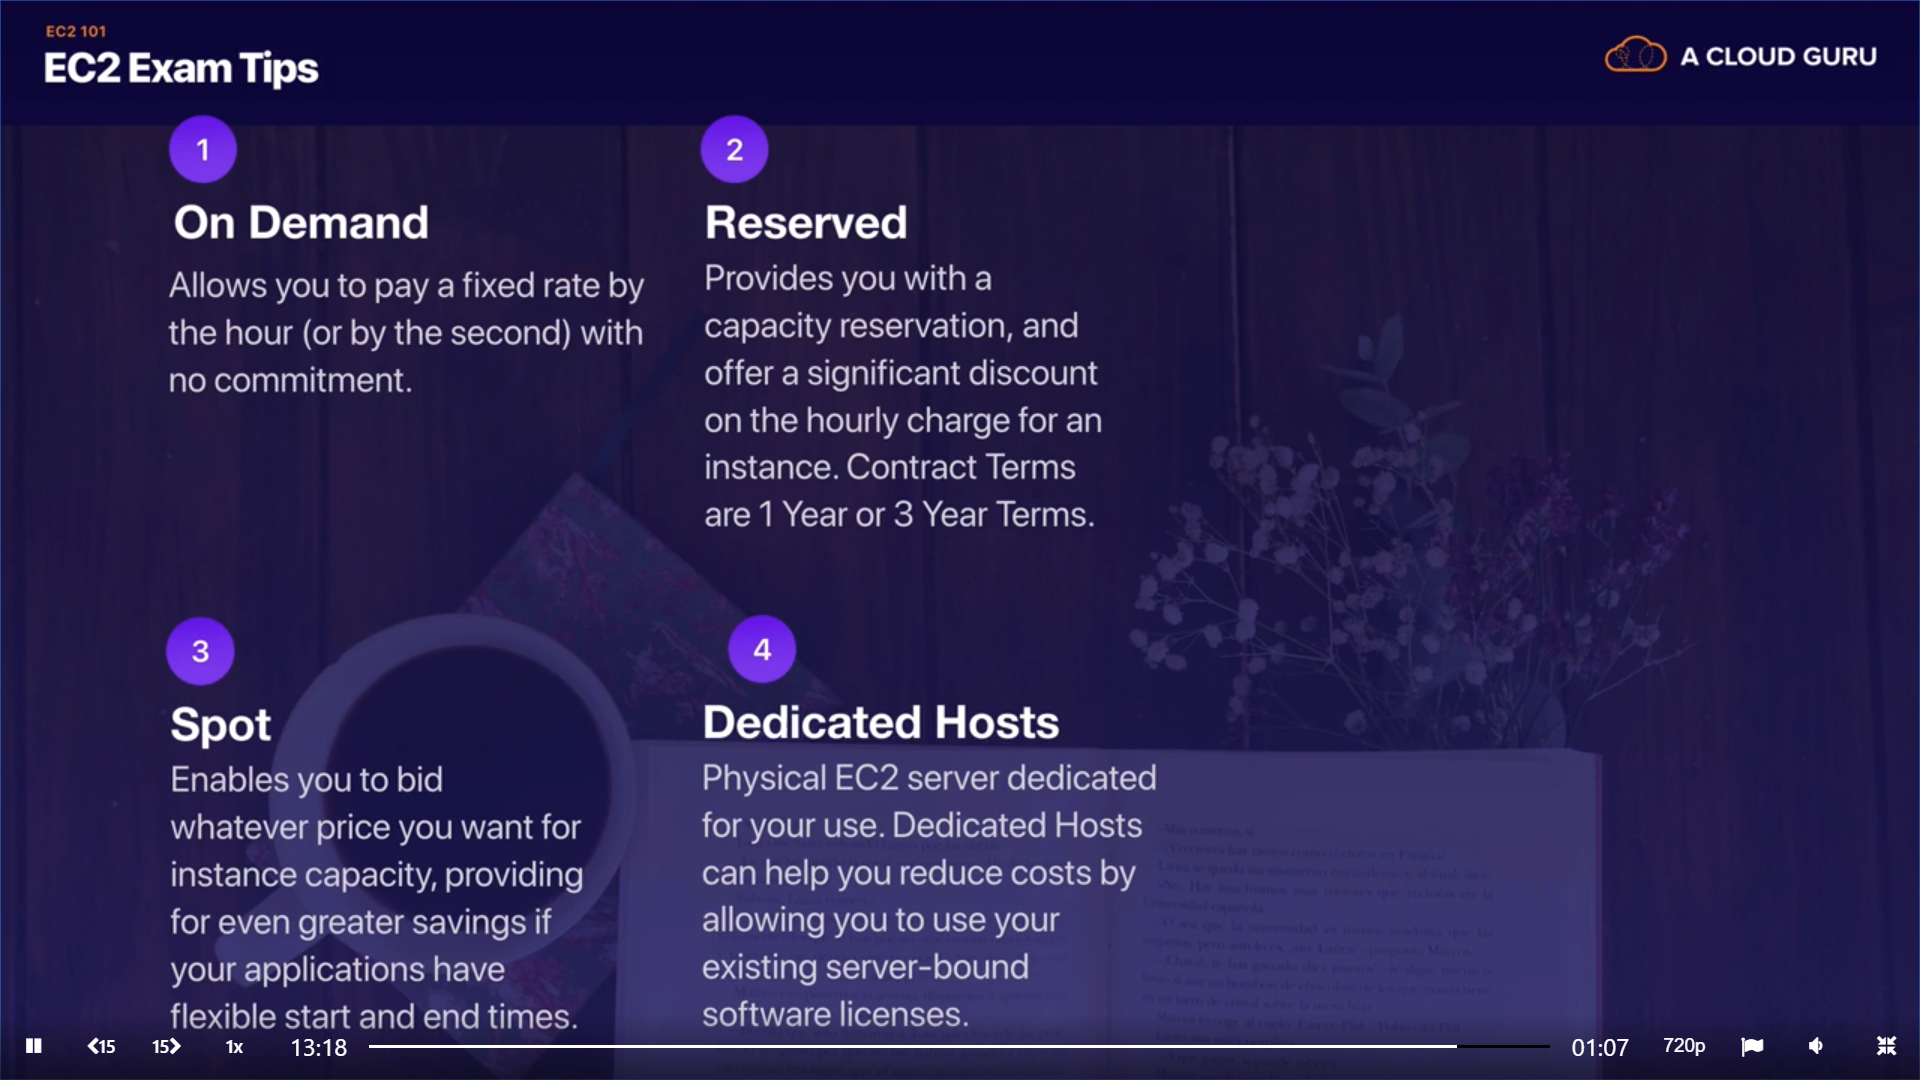 EC2 101
EC2 Exam Tips
A CLOUD GURU
1
On Demand
Allows you to pay a fixed rate by
the hour (or by the second) with
no commitment.
2
Reserved
Provides you with a
capacity reservation, and
offer a significant discount
on the hourly charge for an
instance. Contract Terms
are 1 Year or 3 Year Terms.
3
Spot
Enables you to bid
whatever price you want for
instance capacity, providing
for even greater savings if
your applications have
flexible start and end times.
4
Dedicated Hosts
Physical EC2 server dedicated
for your use. Dedicated Hosts
can help you reduce costs by
allowing you to use your
existing server-bound
software licenses.
15
15
1x
13:18
01:07
720p